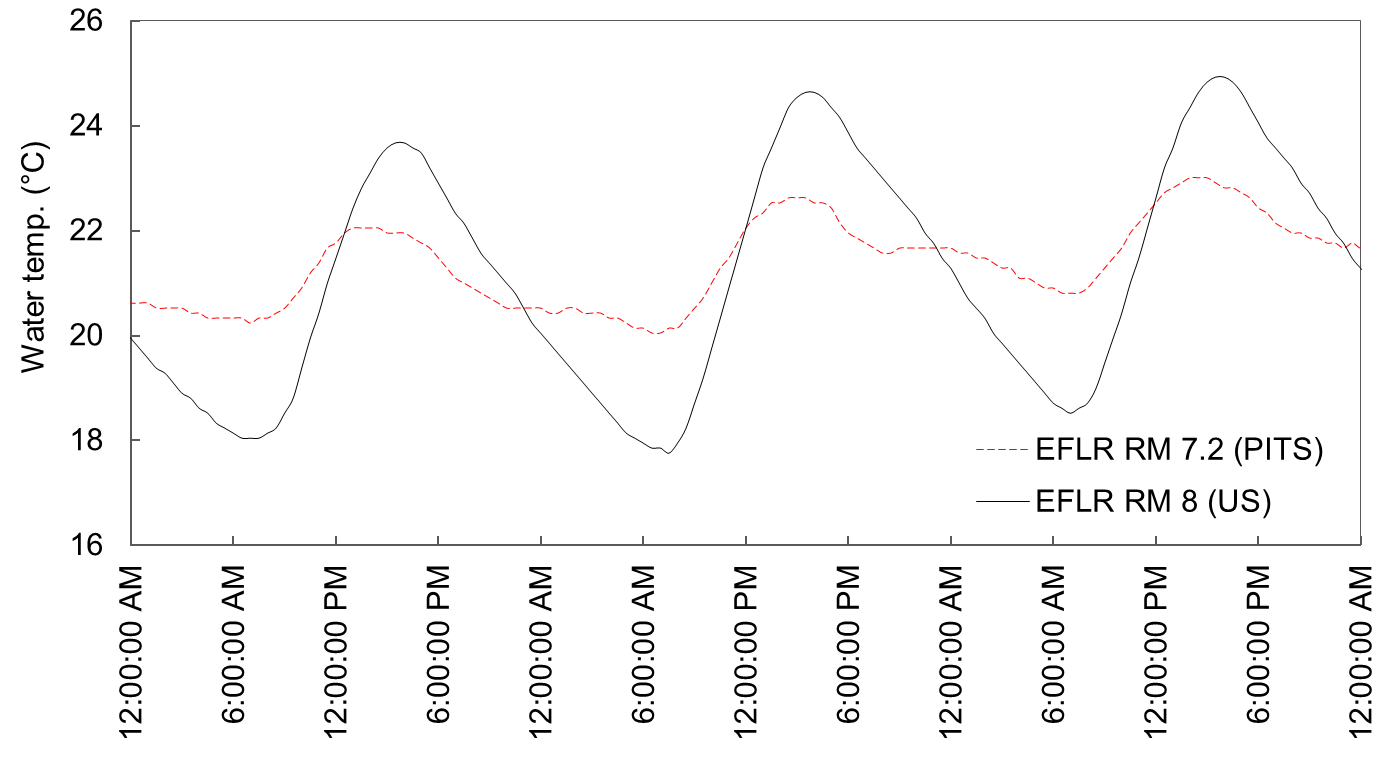 Water temp. (°C)
26
24
22
20
18
16
EFLR RM 7.2 (PITS)
EFLR RM 8 (US)
12:00:00 AM
6:00:00 AM
12:00:00 PM
6:00:00 PM
12:00:00 AM
6:00:00 AM
12:00:00 PM
6:00:00 PM
12:00:00 AM
6:00:00 AM
12:00:00 PM
6:00:00 PM
12:00:00 AM